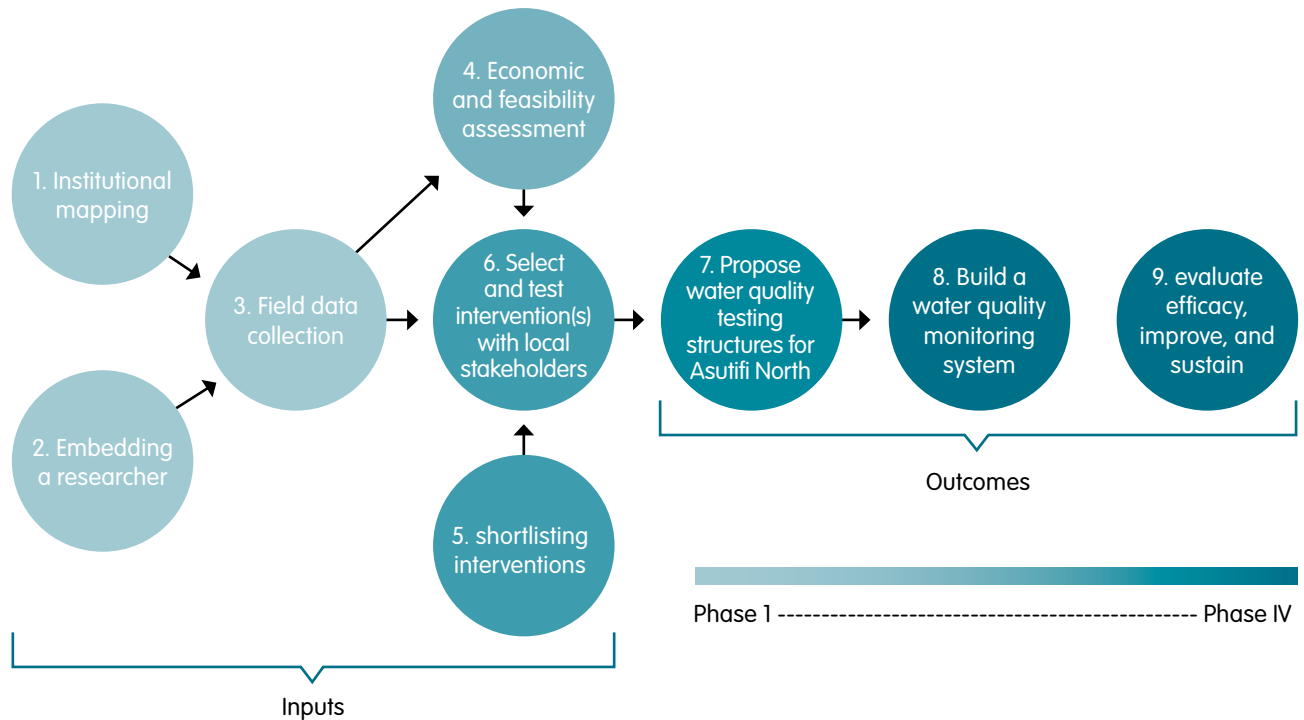 1. Institutional
mapping
2. Embedding
a researcher
3. Field data
collection
4. Economic
and feasibility
assessment
5. shortlisting
interventions
6. Select
and test
intervention(s)
with local
stakeholders
7. Propose
water quality
testing
structures for
Asutifi North
8. Build a
water quality
monitoring
system
9. evaluate
efficacy,
improve, and
sustain
Outcomes
Phase 1 ------------------------------------------- Phase IV
Inputs